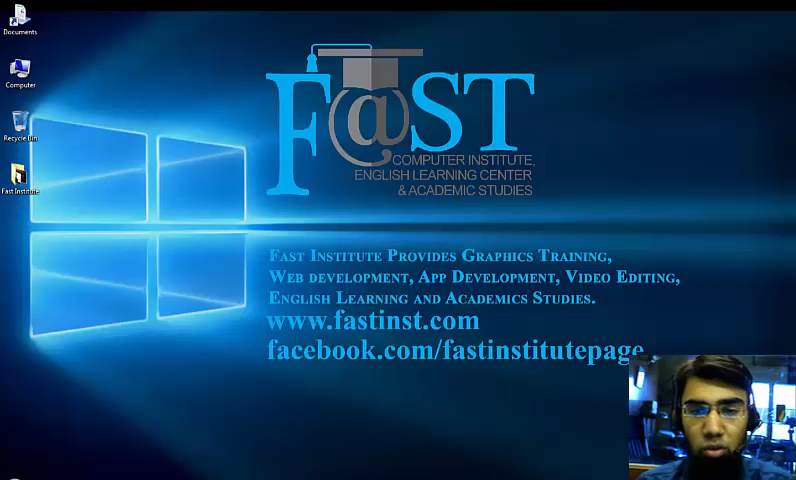 Documents
Computer
Recycle Bin
Fast Institute
F@ST
COMPUTER INSTITUTE,
ENGLISH LEARNING CENTER
& ACADEMIC STUDIES
Fast Institute Provides Graphics Training,
Web development, App Development, Video Editing,
English Learning and Academics Studies.
www.fastinst.com
facebook.com/fastinstitutepage